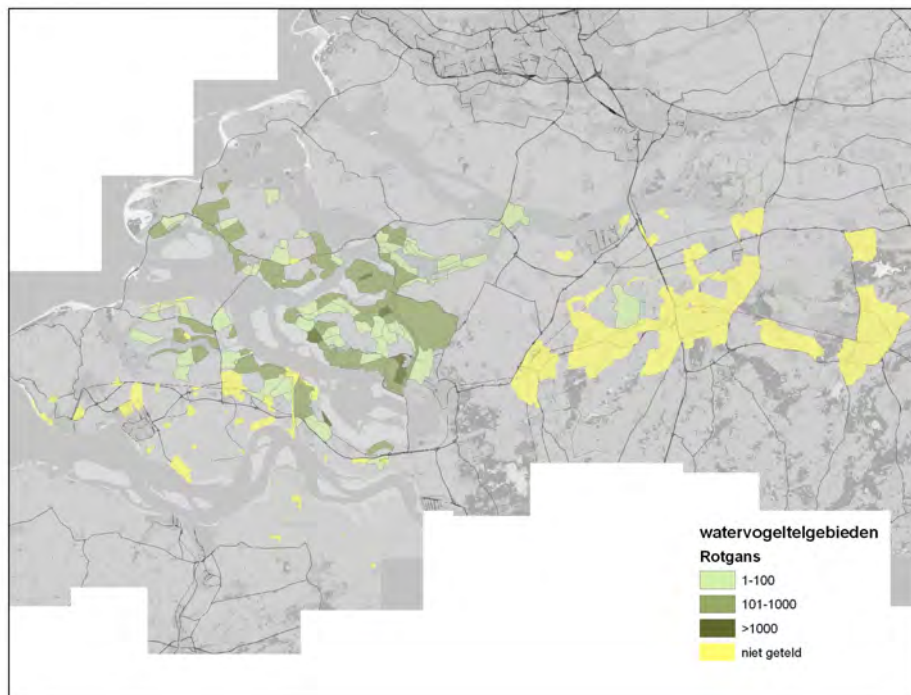 watervogeltelgebieden
Rotgans
1-100
101-1000
>1000
niet geteld